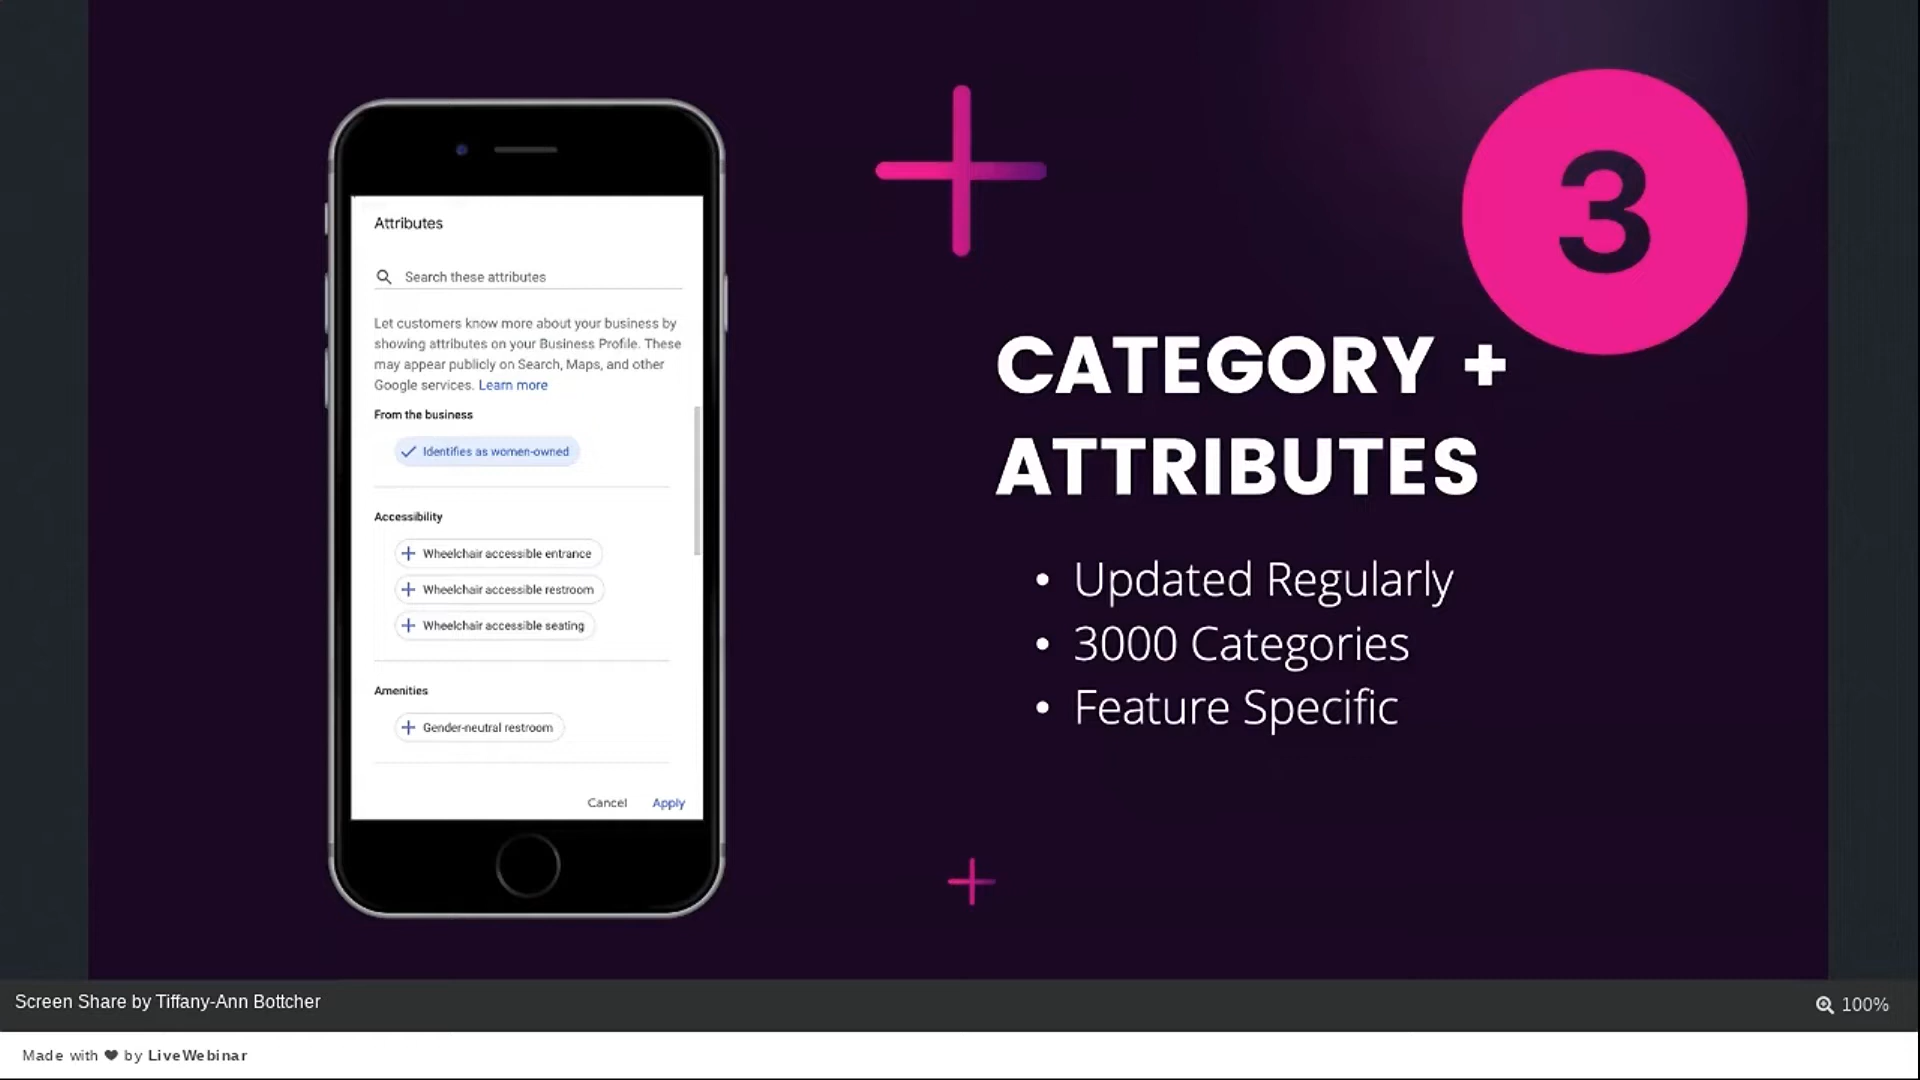 Attributes
Search these attributes
Let customers know more about your business by
showing attributes on your Business Profile. These
may appear publicly on Search, Maps, and other
Google services. Learn more
From the business
Identifies as women-owned
Accessibility
Wheelchair accessible entrance
Wheelchair accessible restroom
Wheelchair accessible seating
Amenities
Gender-neutral restroom
Cancel Apply
3
CATEGORY +
ATTRIBUTES
• Updated Regularly
• 3000 Categories
• Feature Specific
Screen Share by Tiffany-Ann Bottcher
100%
Made with ❤ by LiveWebinar